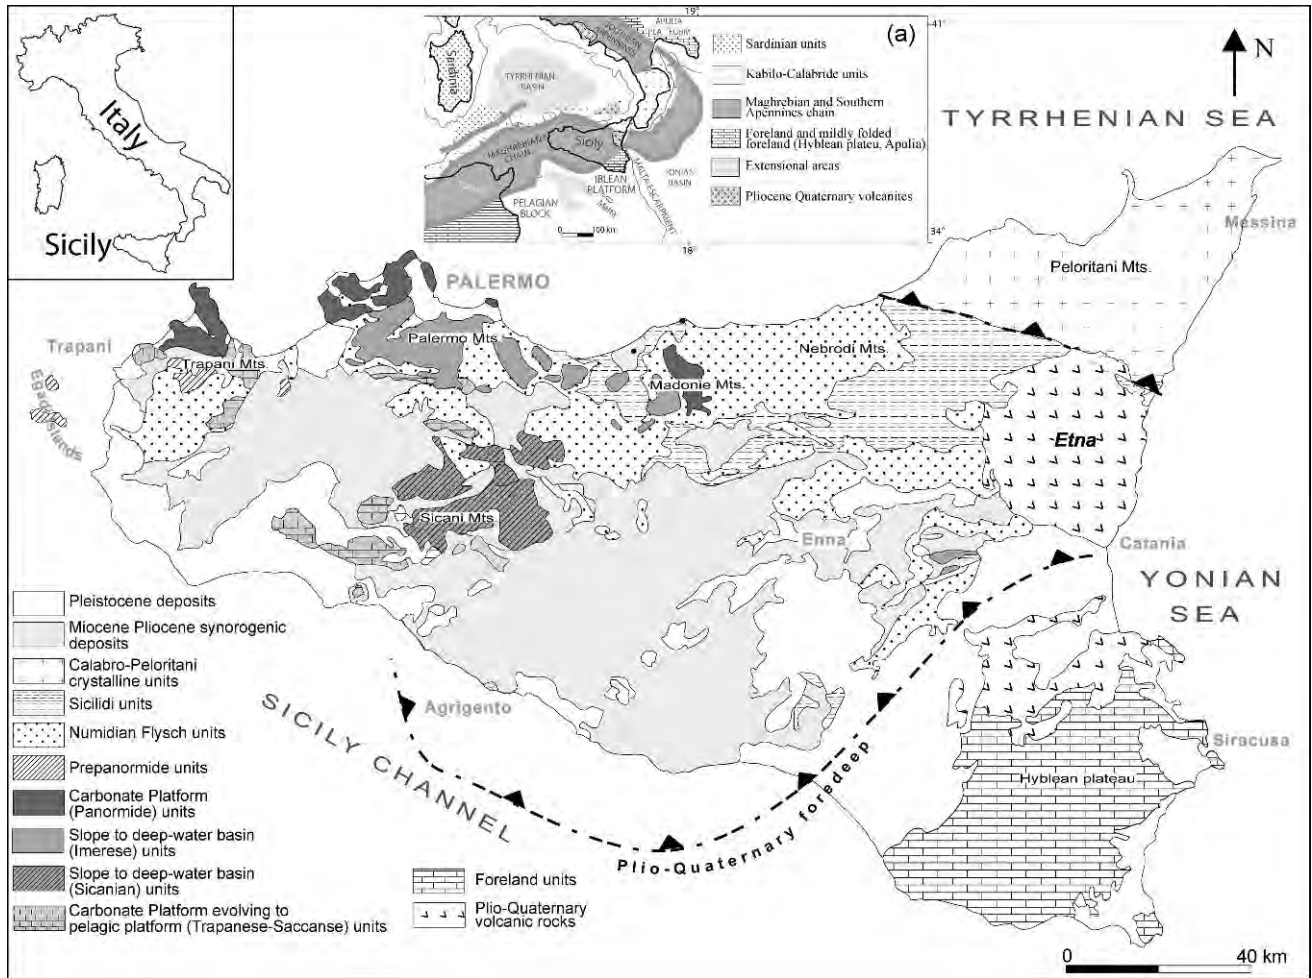 Italy
Sicily
19°
41°
(a)
APULIA
PLATFORM
SOUTHERN
APENNINES
Sardinia
TYRRHENIAN
BASIN
MAGHREBIAN
CHAIN
Sicily
IBLEAN
PLATFORM
PELAGIAN
BLOCK
Malta
MALTA ESCARPMENT
IONIAN
BASIN
0 100 km
18°
34°
Sardinian units
Kabilo-Calabride units
Maghrebian and Southern
Apennines chain
Foreland and mildly folded
foreland (Hyblean plateu, Apulia)
Extensional areas
Pliocene Quaternary volcanites
N
TYRRHENIAN SEA
Messina
Peloritani Mts.
PALERMO
Trapani
Trapani Mts.
Egadi Islands
Palermo Mts.
Madonie Mts.
Nebrodi Mts.
Etna
Sicani Mts.
Enna
Catania
YONIAN
SEA
Agrigento
SICILY CHANNEL
Plio-Quaternary foredeep
Siracusa
Hyblean plateau
Pleistocene deposits
Miocene Pliocene synorogenic
deposits
Calabro-Peloritani
crystalline units
Sicilidi units
Numidian Flysch units
Prepanormide units
Carbonate Platform
(Panormide) units
Slope to deep-water basin
(Imerese) units
Slope to deep-water basin
(Sicanian) units
Carbonate Platform evolving to
pelagic platform (Trapanese-Saccanse) units
Foreland units
Plio-Quaternary
volcanic rocks
0 40 km